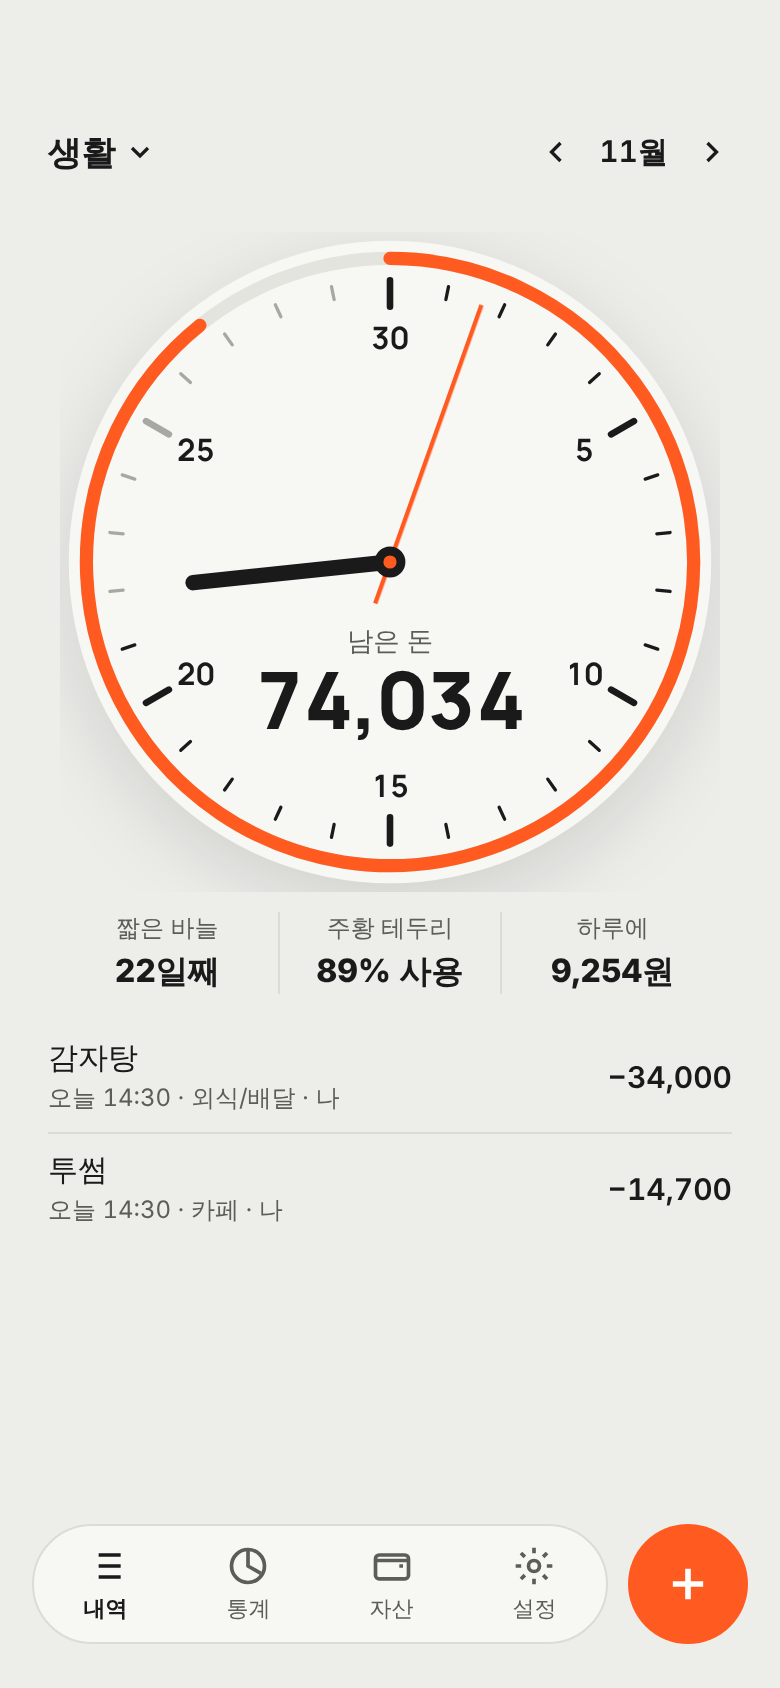 생활
11월
30
25
5
20
10
남은 돈
74,034
15
짧은 바늘
주황 테두리
하루에
22일째
89% 사용
9,254원
감자탕
오늘 14:30 · 외식/배달 · 나
−34,000
투썸
오늘 14:30 · 카페 · 나
−14,700
내역
통계
자산
설정